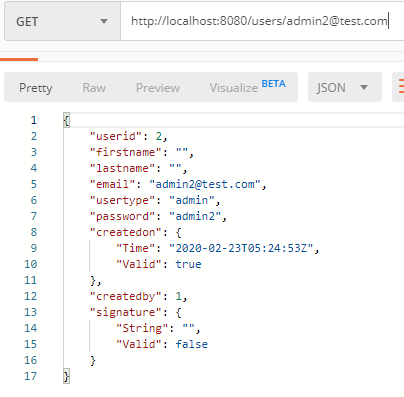 GET http://localhost:8080/users/admin2@test.com
Pretty Raw Preview Visualize BETA JSON
1 {
2 "userid": 2,
3 "firstname": "",
4 "lastname": "",
5 "email": "admin2@test.com",
6 "usertype": "admin",
7 "password": "admin2",
8 "createdon": {
9 "Time": "2020-02-23T05:24:53Z",
10 "Valid": true
11 },
12 "createdby": 1,
13 "signature": {
14 "String": "",
15 "Valid": false
16 }
17 }